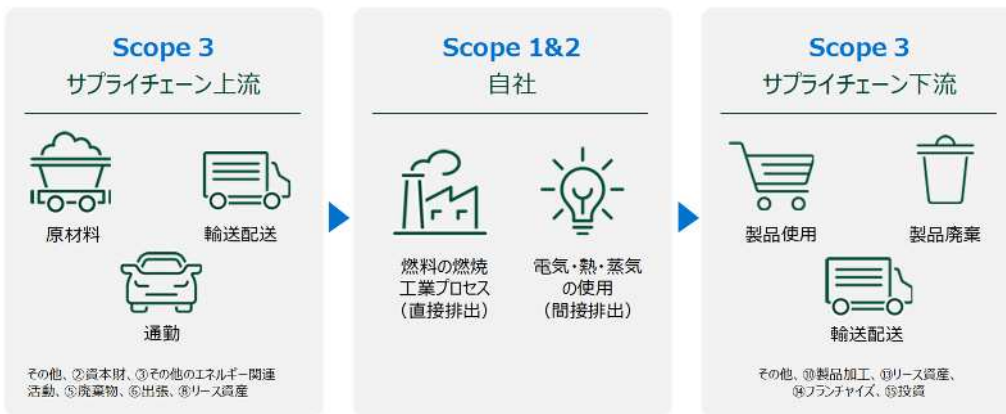 Scope 3
サプライチェーン上流
原材料
輸送配送
通勤
その他、②資本財、③その他のエネルギー関連
活動、⑤廃棄物、⑥出張、⑧リース資産
Scope 1&2
自社
燃料の燃焼
工業プロセス
（直接排出）
電気・熱・蒸気
の使用
（間接排出）
Scope 3
サプライチェーン下流
製品使用
製品廃棄
輸送配送
その他、⑩製品加工、⑬リース資産、
⑭フランチャイズ、⑮投資